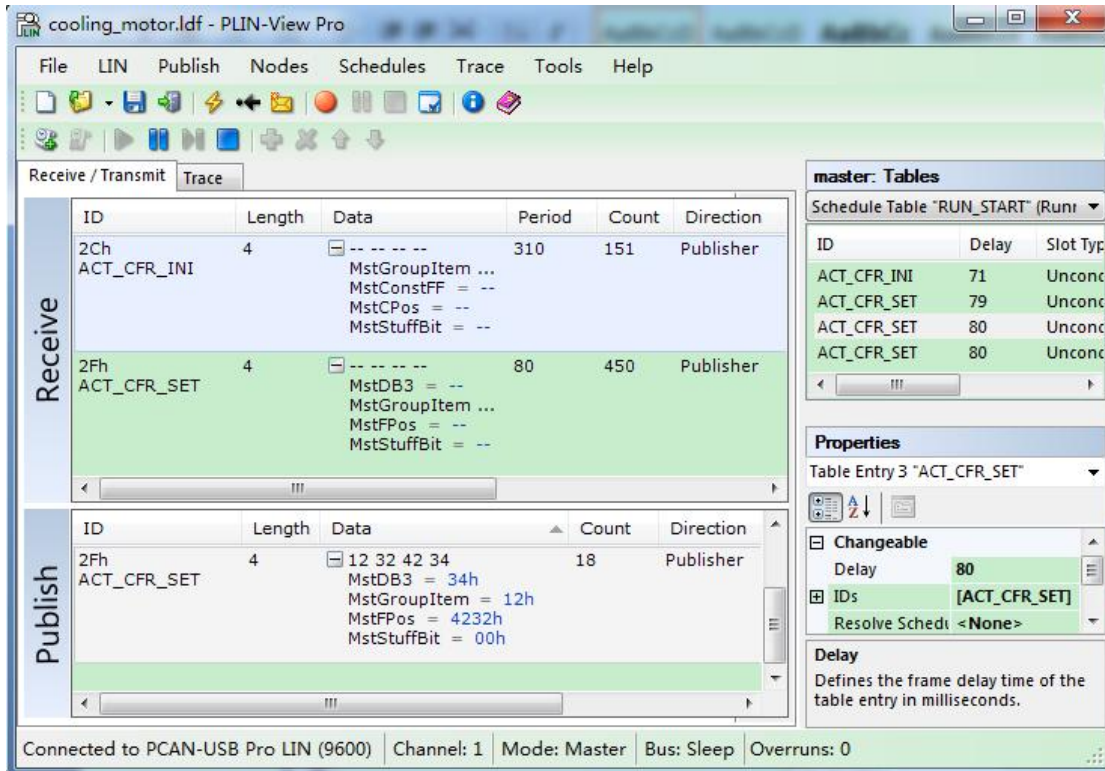 cooling_motor.ldf - PLIN-View Pro
File LIN Publish Nodes Schedules Trace Tools Help
Receive / Transmit Trace
Receive
ID Length Data Period Count Direction
2Ch 4 -- -- -- -- 310 151 Publisher
ACT_CFR_INI MstGroupItem ...
MstConstFF = --
MstCPos = --
MstStuffBit = --
2Fh 4 -- -- -- -- 80 450 Publisher
ACT_CFR_SET MstDB3 = --
MstGroupItem ...
MstFPos = --
MstStuffBit = --
Publish
ID Length Data Count Direction
2Fh 4 12 32 42 34 18 Publisher
ACT_CFR_SET MstDB3 = 34h
MstGroupItem = 12h
MstFPos = 4232h
MstStuffBit = 00h
master: Tables
Schedule Table "RUN_START" (Runr
ID Delay Slot Typ
ACT_CFR_INI 71 Uncond
ACT_CFR_SET 79 Uncond
ACT_CFR_SET 80 Uncond
ACT_CFR_SET 80 Uncond
Properties
Table Entry 3 "ACT_CFR_SET"
Changeable
Delay 80
IDs [ACT_CFR_SET]
Resolve Schedu <None>
Delay
Defines the frame delay time of the
table entry in milliseconds.
Connected to PCAN-USB Pro LIN (9600) Channel: 1 Mode: Master Bus: Sleep Overruns: 0